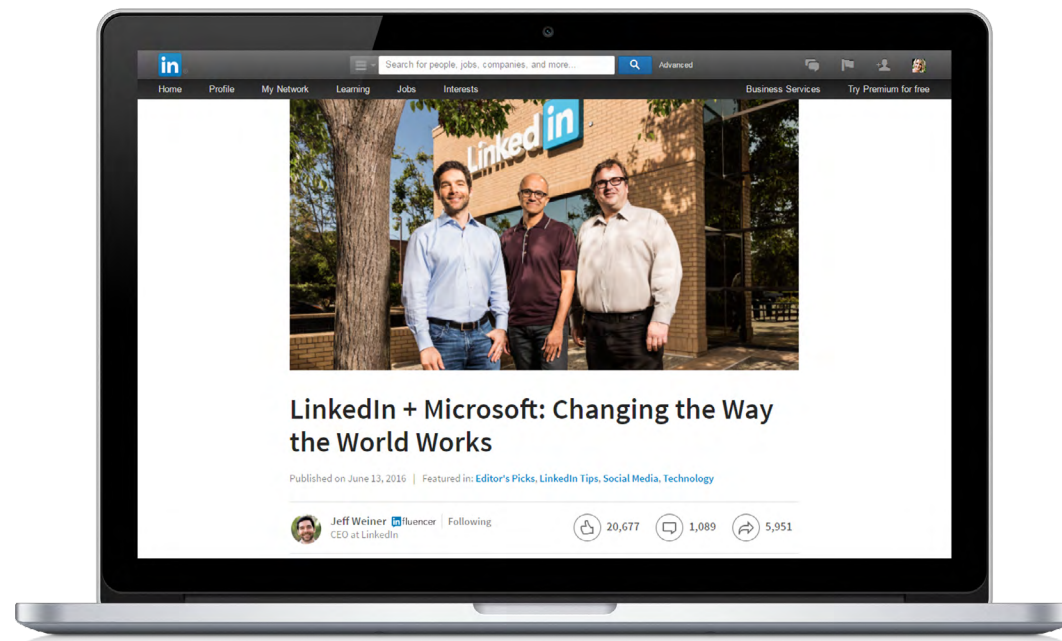 in
Search for people, jobs, companies, and more...
Advanced
Home Profile My Network Learning Jobs Interests Business Services Try Premium for free
Linked in
LinkedIn + Microsoft: Changing the Way
the World Works
Published on June 13, 2016 | Featured in: Editor's Picks, LinkedIn Tips, Social Media, Technology
Jeff Weiner influencer Following
CEO at LinkedIn
20,677 1,089 5,951